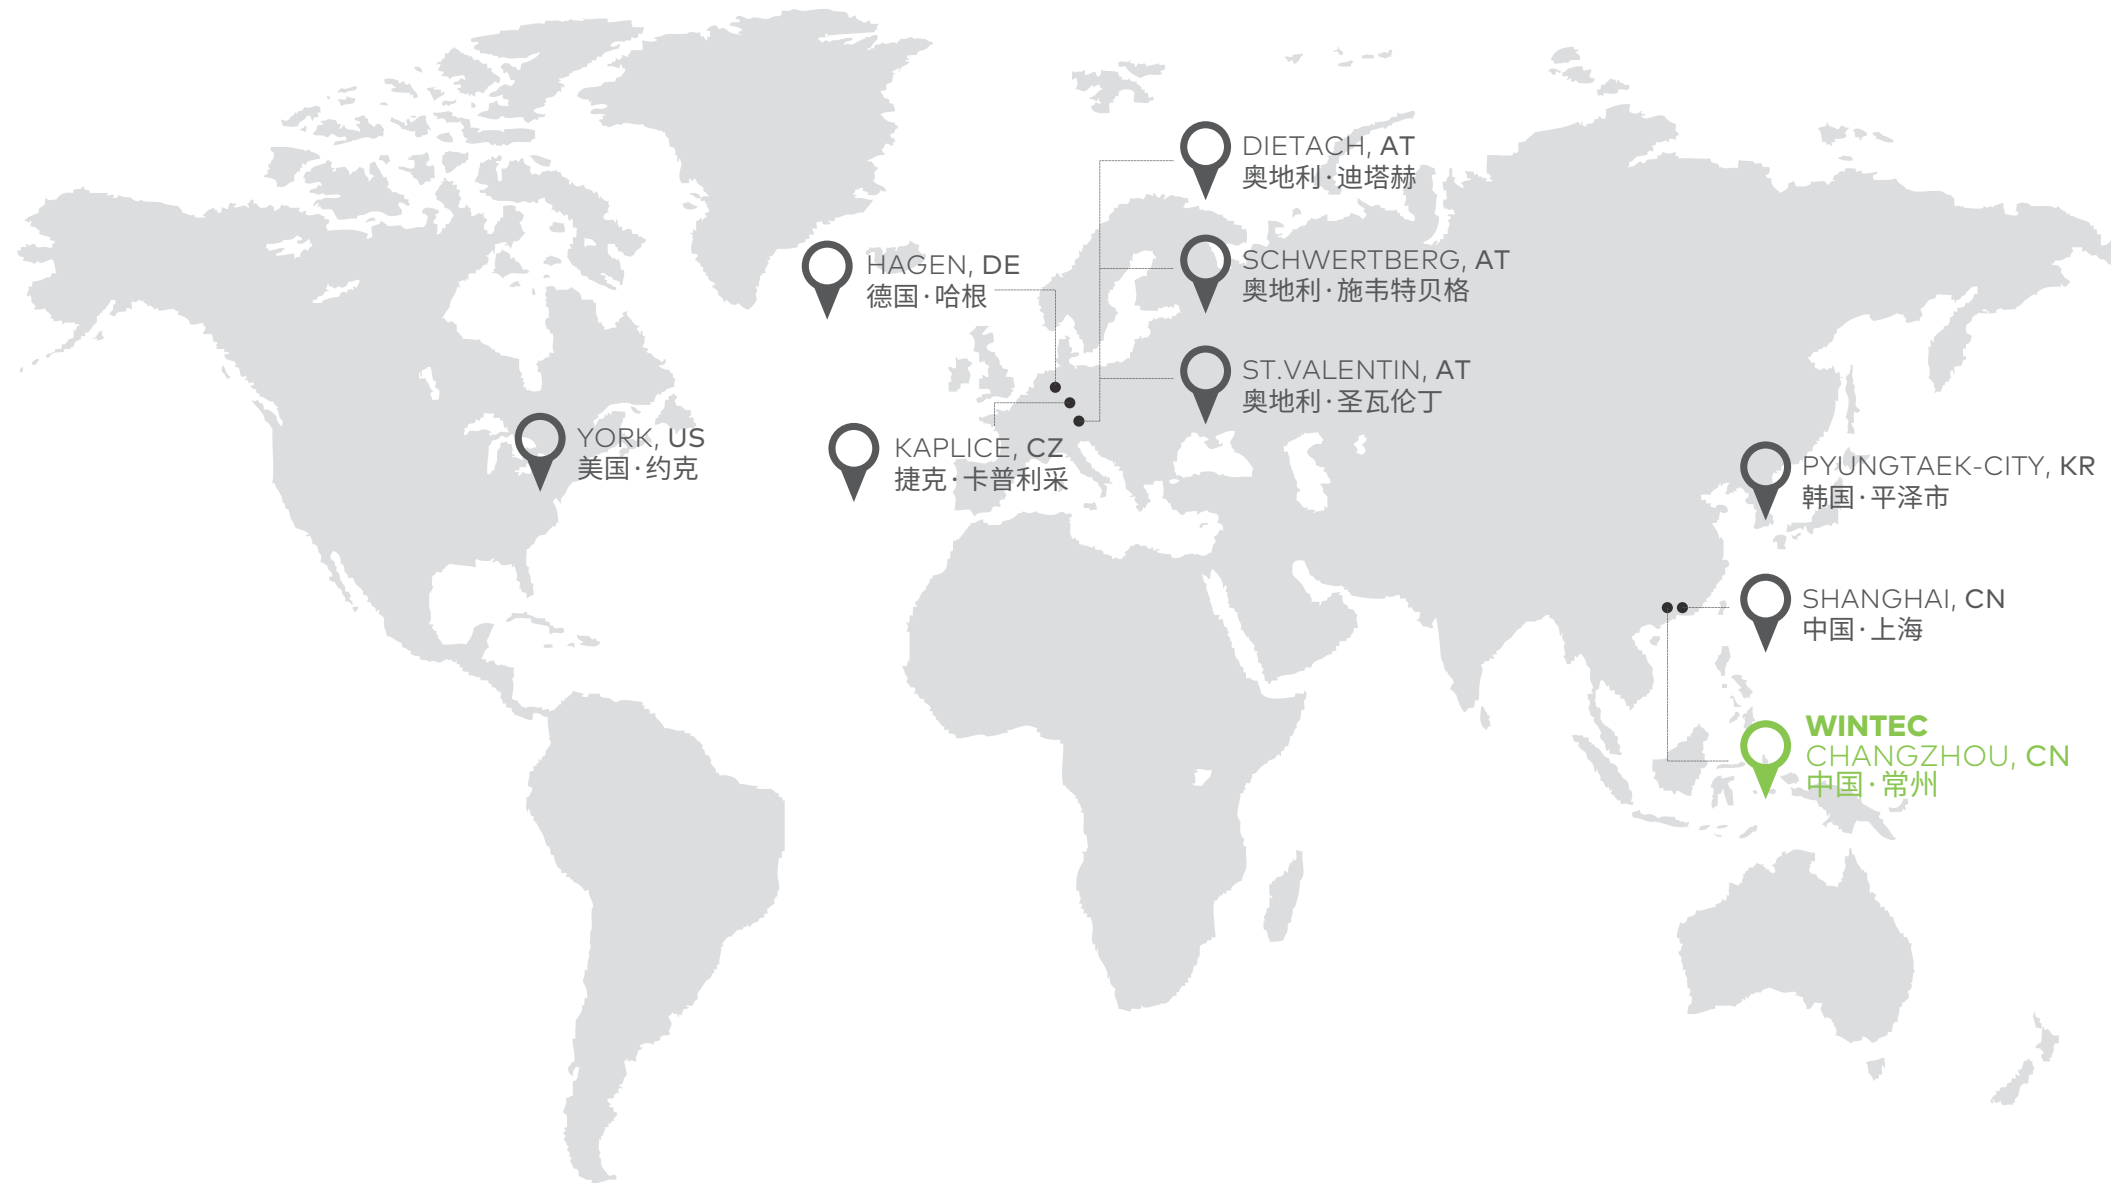 DIETACH, AT
奥地利·迪塔赫
HAGEN, DE
德国·哈根
SCHWERTBERG, AT
奥地利·施韦特贝格
ST.VALENTIN, AT
奥地利·圣瓦伦丁
YORK, US
美国·约克
KAPLICE, CZ
捷克·卡普利采
PYUNGTAEK-CITY, KR
韩国·平泽市
SHANGHAI, CN
中国·上海
WINTEC
CHANGZHOU, CN
中国·常州